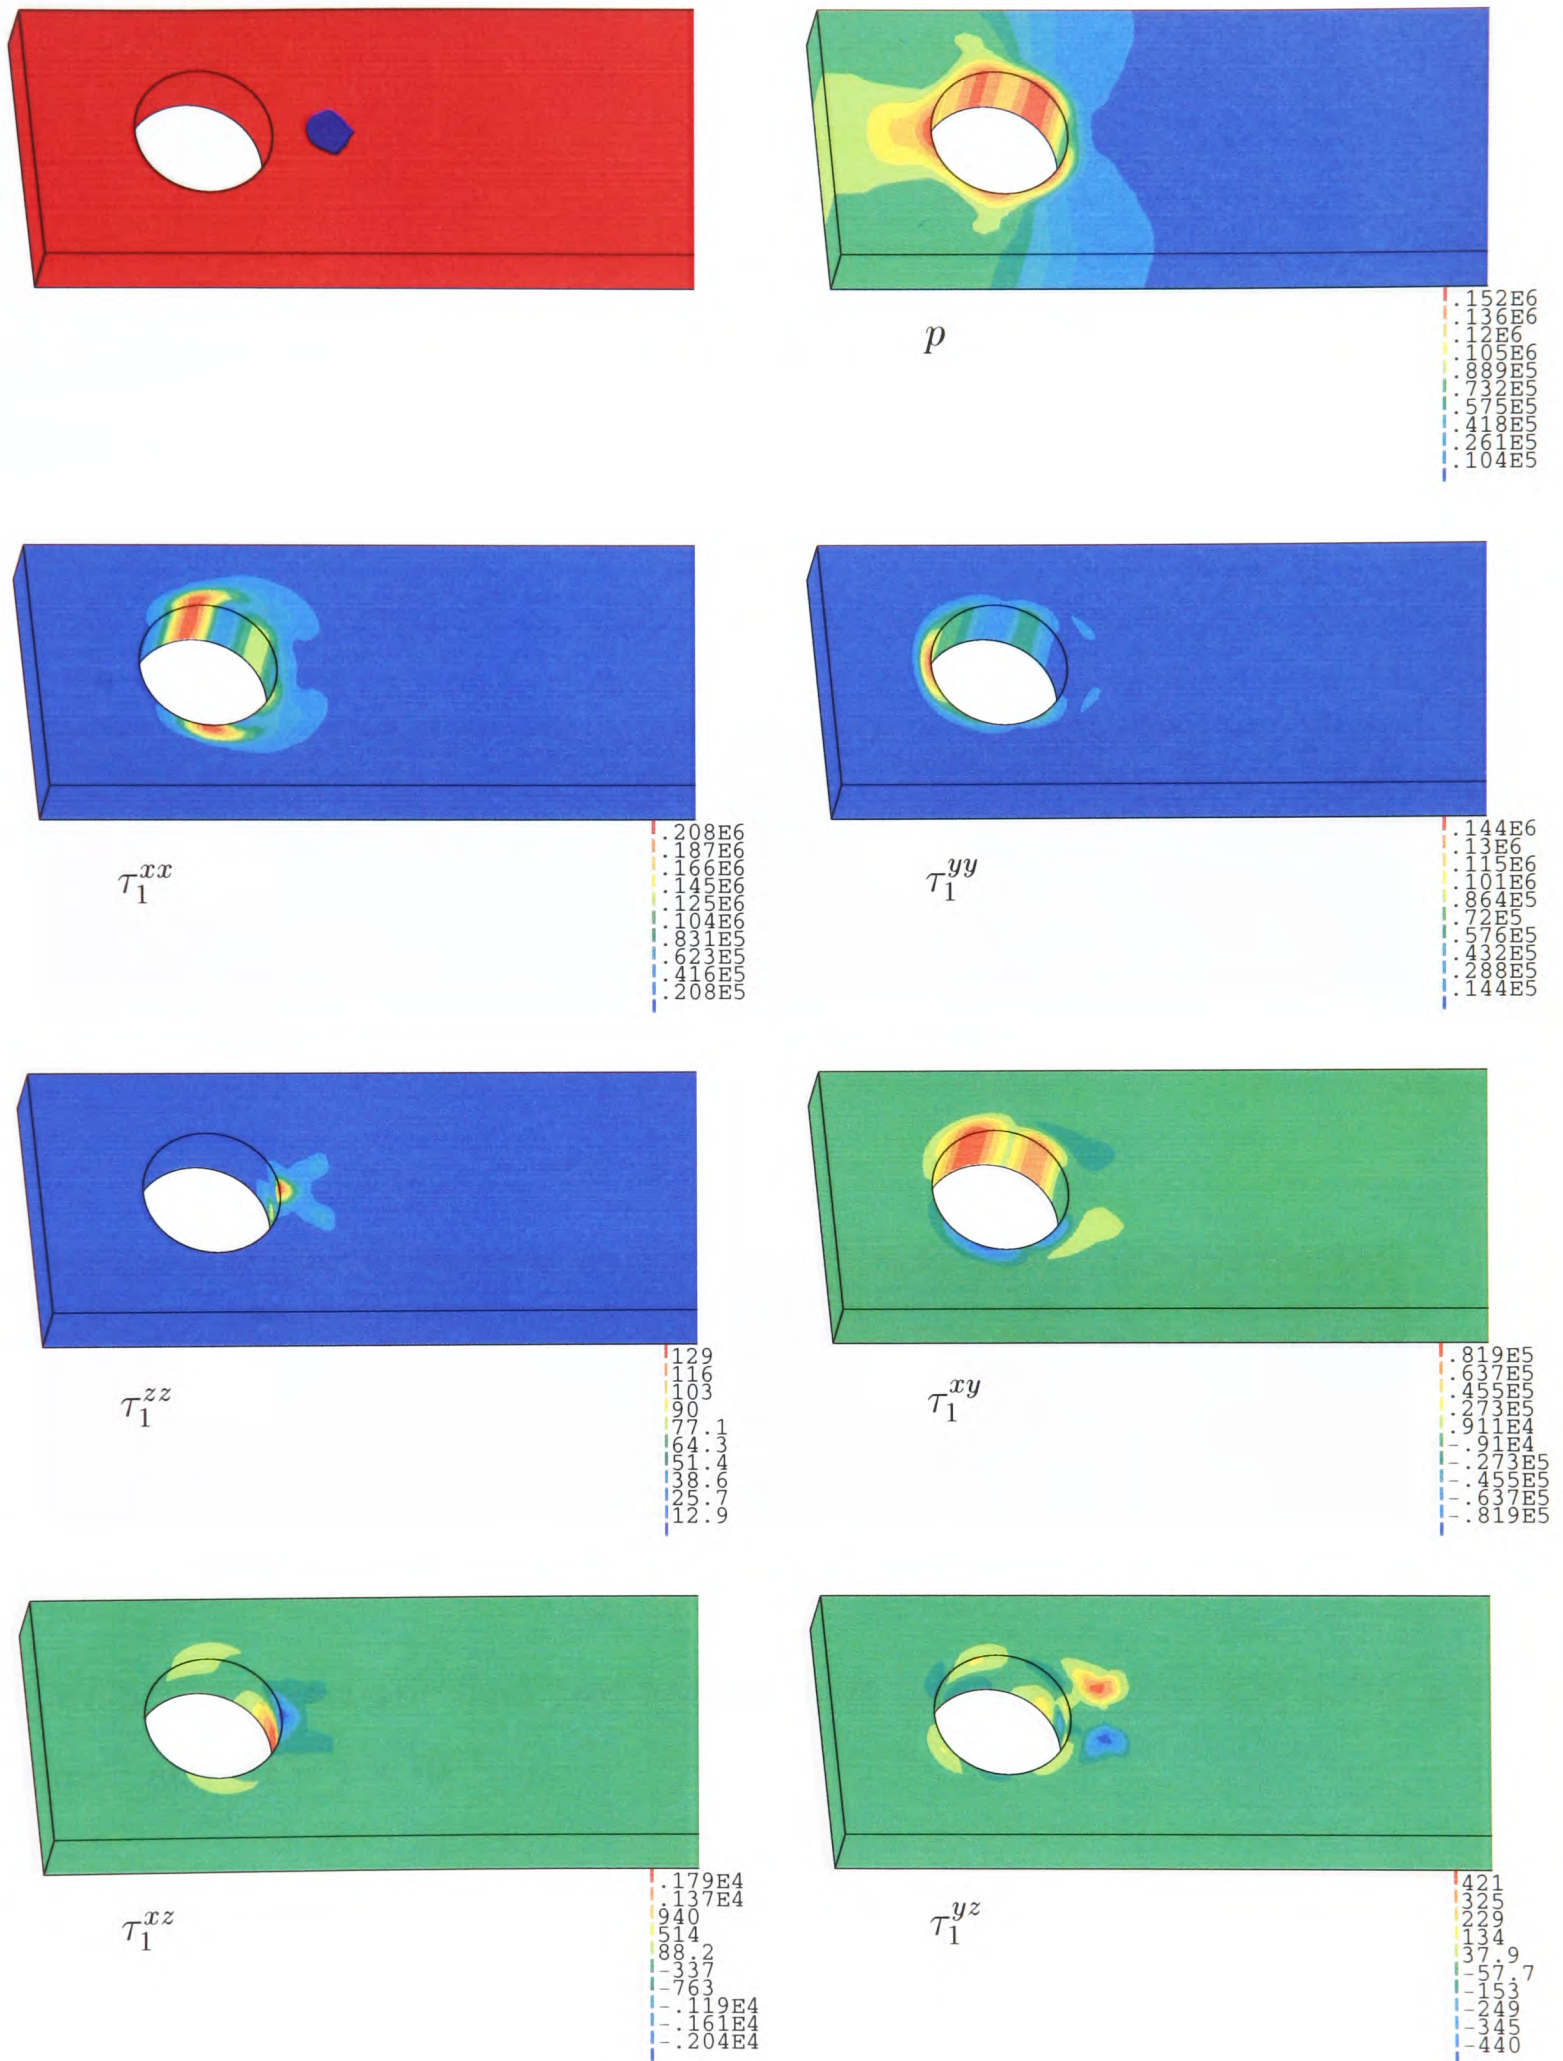 .152E6
.136E6
.12E6
.105E6
.889E5
.732E5
.575E5
.418E5
.261E5
.104E5
p
.208E6
.187E6
.166E6
.145E6
.125E6
.104E6
.831E5
.623E5
.416E5
.208E5
τ₁ˣˣ
.144E6
.13E6
.115E6
.101E6
.864E5
.72E5
.576E5
.432E5
.288E5
.144E5
τ₁ʸʸ
129
116
103
90
77.1
64.3
51.4
38.6
25.7
12.9
τ₁ᶻᶻ
.819E5
.637E5
.455E5
.273E5
.911E4
-.91E4
-.273E5
-.455E5
-.637E5
-.819E5
τ₁ˣʸ
.179E4
.137E4
940
514
88.2
-337
-763
-.119E4
-.161E4
-.204E4
τ₁ˣᶻ
421
325
229
134
37.9
-57.7
-153
-249
-345
-440
τ₁ʸᶻ